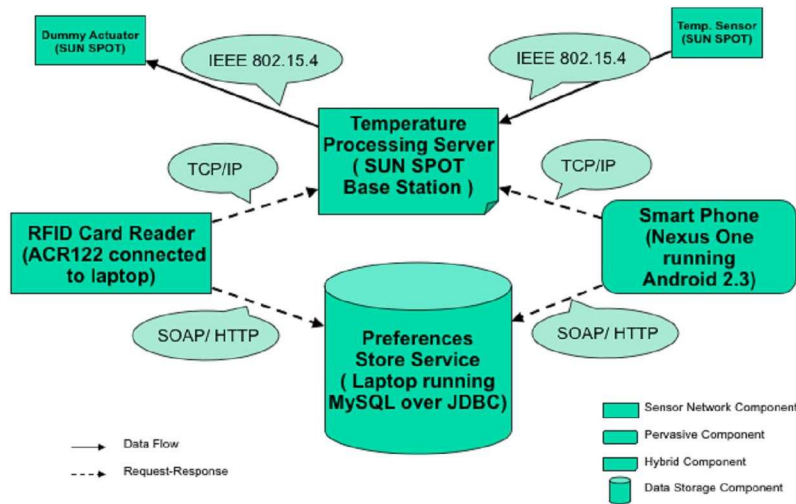 Dummy Actuator
(SUN SPOT)
IEEE 802.15.4
IEEE 802.15.4
Temp. Sensor
(SUN SPOT)
Temperature
Processing Server
( SUN SPOT
Base Station )
TCP/IP
TCP/IP
RFID Card Reader
(ACR122 connected
to laptop)
Smart Phone
(Nexus One
running
Android 2.3)
SOAP/ HTTP
SOAP/ HTTP
Preferences
Store Service
( Laptop running
MySQL over JDBC)
Data Flow
Request-Response
Sensor Network Component
Pervasive Component
Hybrid Component
Data Storage Component